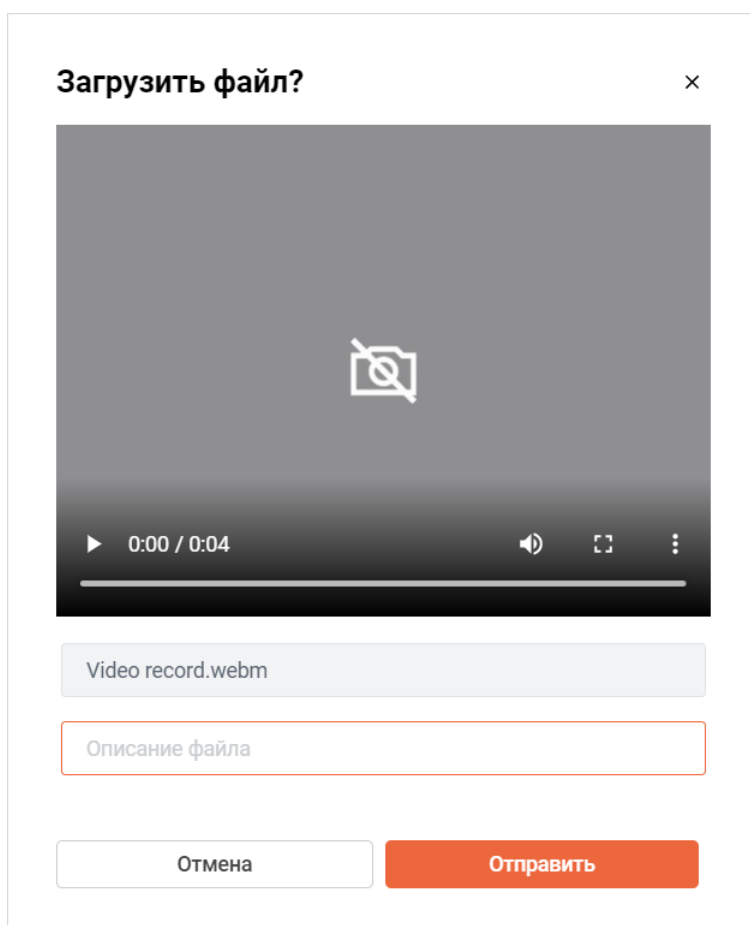 Загрузить файл?
0:00 / 0:04
Video record.webm
Описание файла
Отмена
Отправить